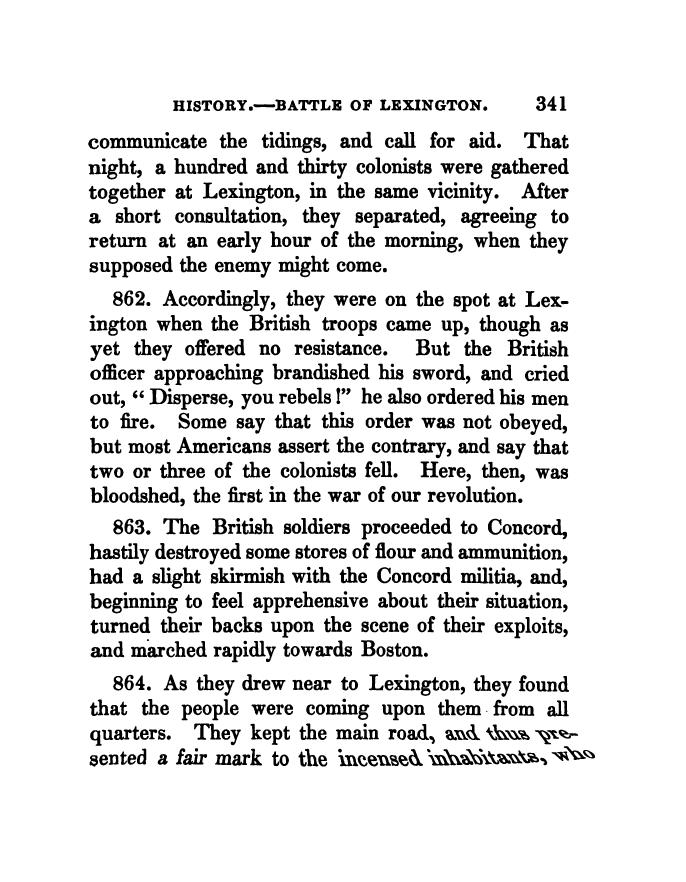 HISTORY.—BATTLE OF LEXINGTON. 341
communicate the tidings, and call for aid. That
night, a hundred and thirty colonists were gathered
together at Lexington, in the same vicinity. After
a short consultation, they separated, agreeing to
return at an early hour of the morning, when they
supposed the enemy might come.
862. Accordingly, they were on the spot at Lex-
ington when the British troops came up, though as
yet they offered no resistance. But the British
officer approaching brandished his sword, and cried
out, “ Disperse, you rebels !” he also ordered his men
to fire. Some say that this order was not obeyed,
but most Americans assert the contrary, and say that
two or three of the colonists fell. Here, then, was
bloodshed, the first in the war of our revolution.
863. The British soldiers proceeded to Concord,
hastily destroyed some stores of flour and ammunition,
had a slight skirmish with the Concord militia, and,
beginning to feel apprehensive about their situation,
turned their backs upon the scene of their exploits,
and marched rapidly towards Boston.
864. As they drew near to Lexington, they found
that the people were coming upon them from all
quarters. They kept the main road, and thus pre-
sented a fair mark to the incensed inhabitants, who